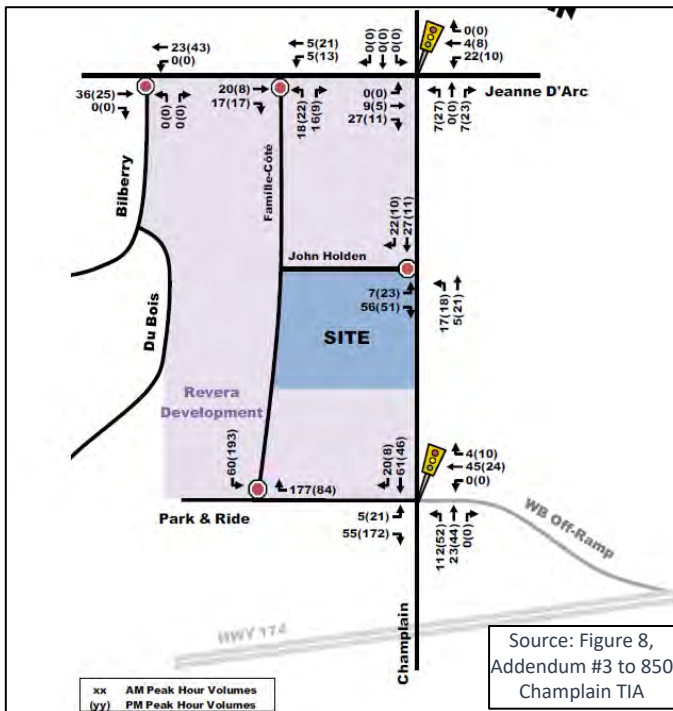 23(43)
0(0)
5(21)
5(13)
0(0)
0(0)
0(0)
0(0)
4(8)
22(10)
36(25)
0(0)
0(0)
0(0)
20(8)
17(17)
18(22)
16(9)
0(0)
9(5)
27(11)
7(27)
0(0)
7(23)
Jeanne D'Arc
Bilberry
Famille-Côté
22(10)
27(11)
John Holden
7(23)
56(51)
17(18)
5(21)
Du Bois
SITE
Revera
Development
60(193)
177(84)
20(8)
61(46)
4(10)
45(24)
0(0)
Park & Ride
5(21)
55(172)
112(52)
23(44)
0(0)
WB Off-Ramp
HWY 174
Champlain
xx AM Peak Hour Volumes
(yy) PM Peak Hour Volumes
Source: Figure 8,
Addendum #3 to 850
Champlain TIA